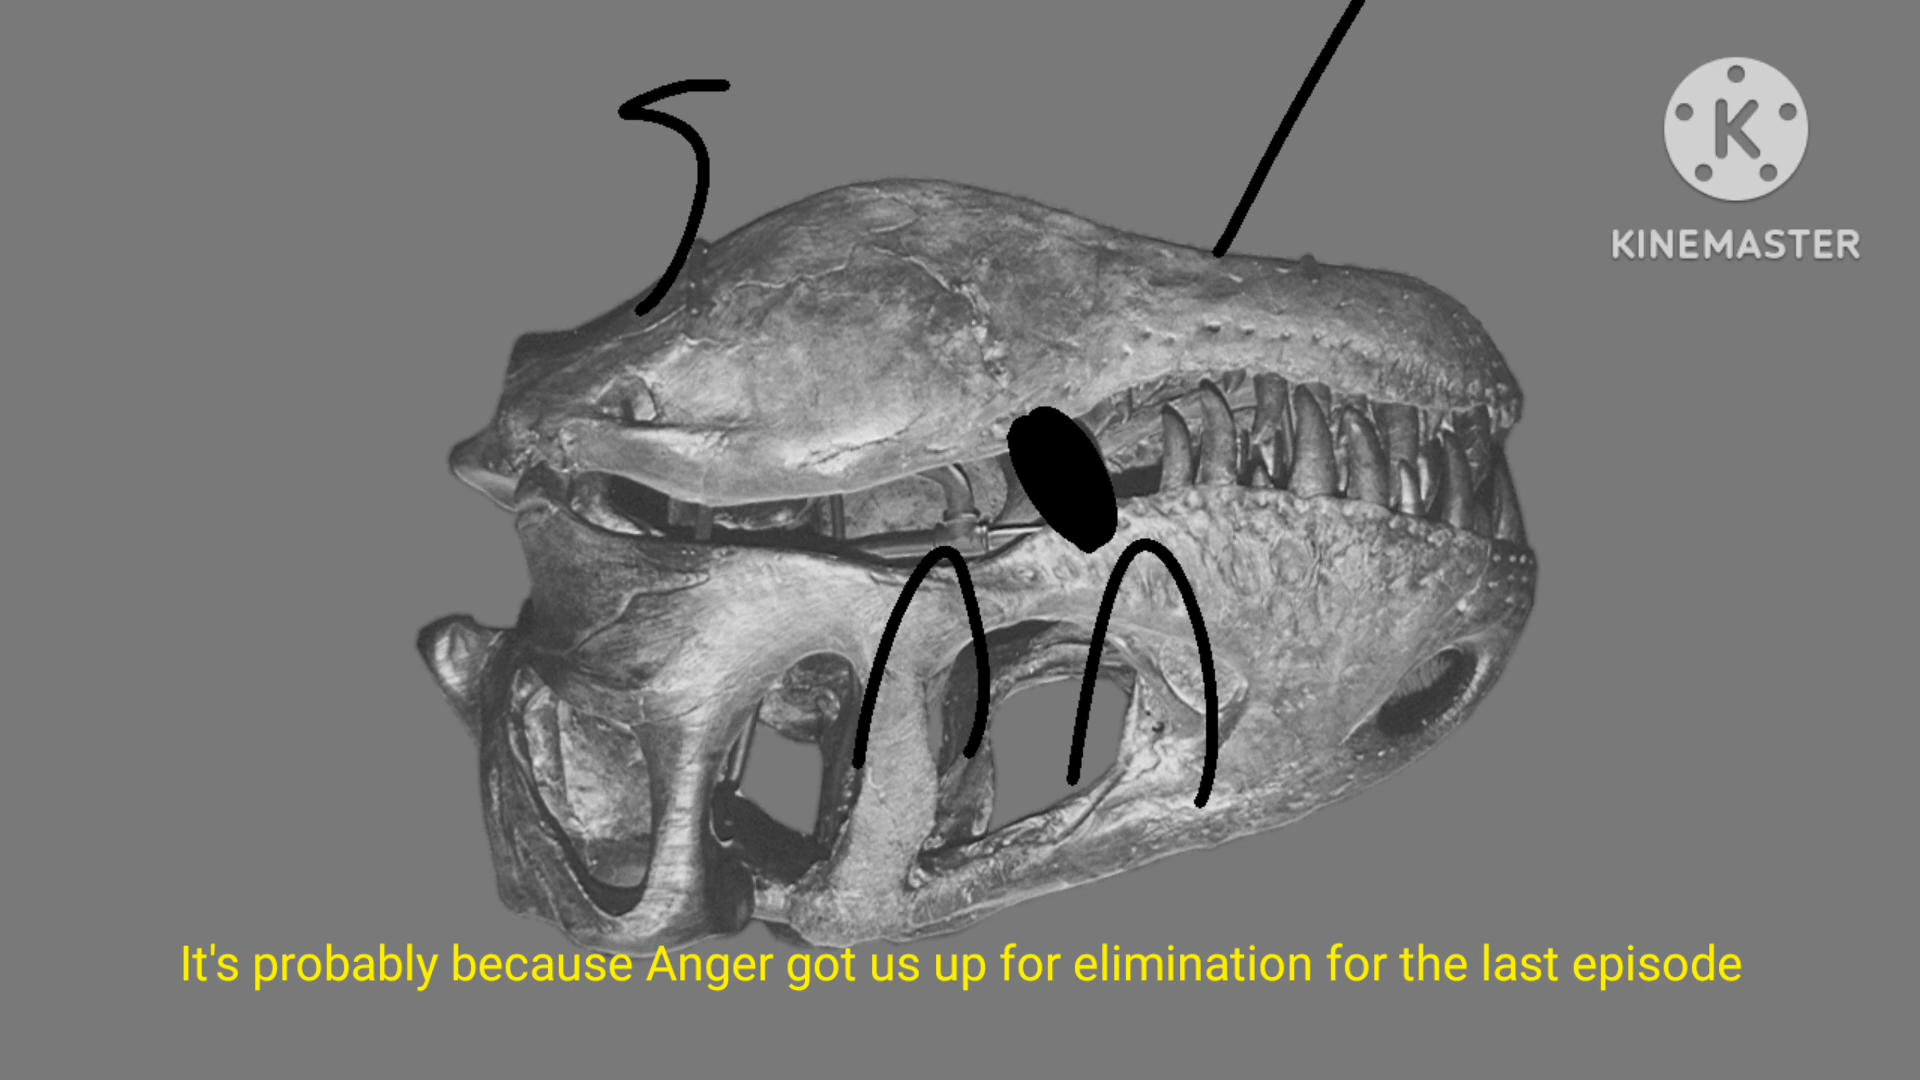 K
KINEMASTER
It's probably because Anger got us up for elimination for the last episode